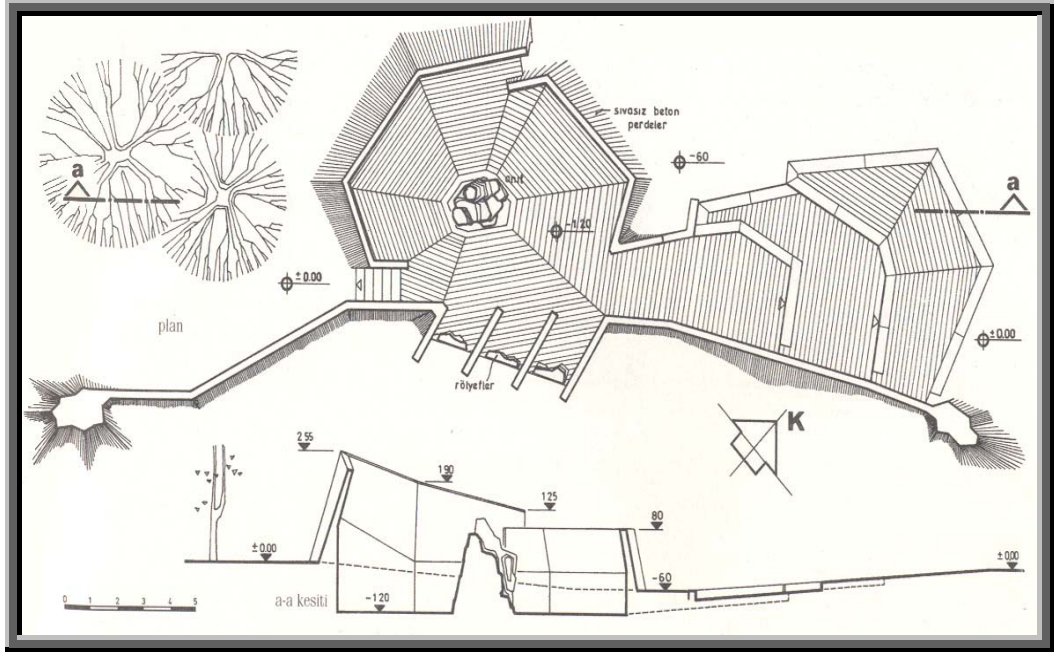 sıvasız beton
perdeler
-60
a
anıt
a
-120
±0.00
±0.00
plan
rölyefler
K
255
190
125
80
±0.00
±0.00
-60
a-a kesiti
-120
0 1 2 3 4 5